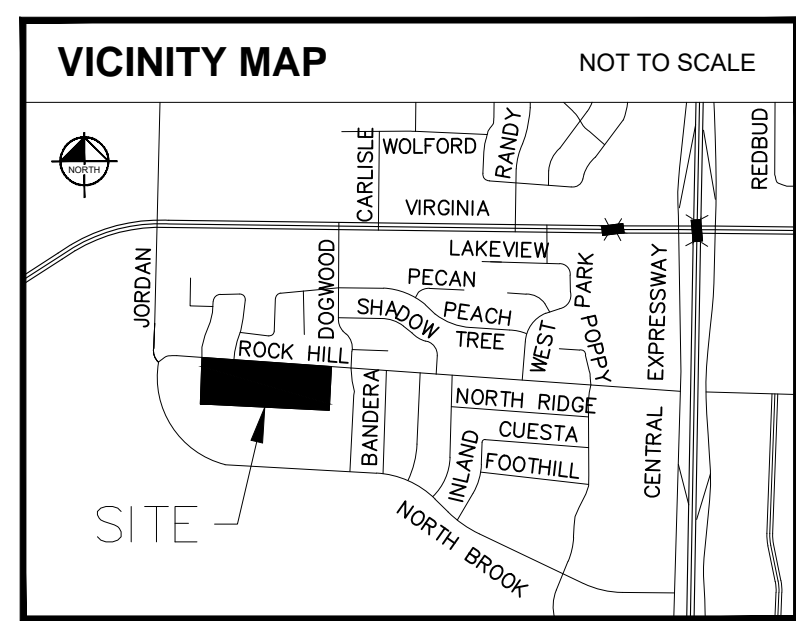 VICINITY MAP
NOT TO SCALE
NORTH
CARLISLE
WOLFORD
RANDY
REDBUD
VIRGINIA
JORDAN
DOGWOOD
LAKEVIEW
PECAN
SHADOW
PEACH
TREE
WEST
PARK
POPPY
EXPRESSWAY
ROCK HILL
BANDERA
NORTH RIDGE
CUESTA
INLAND
FOOTHILL
CENTRAL
SITE
NORTH BROOK